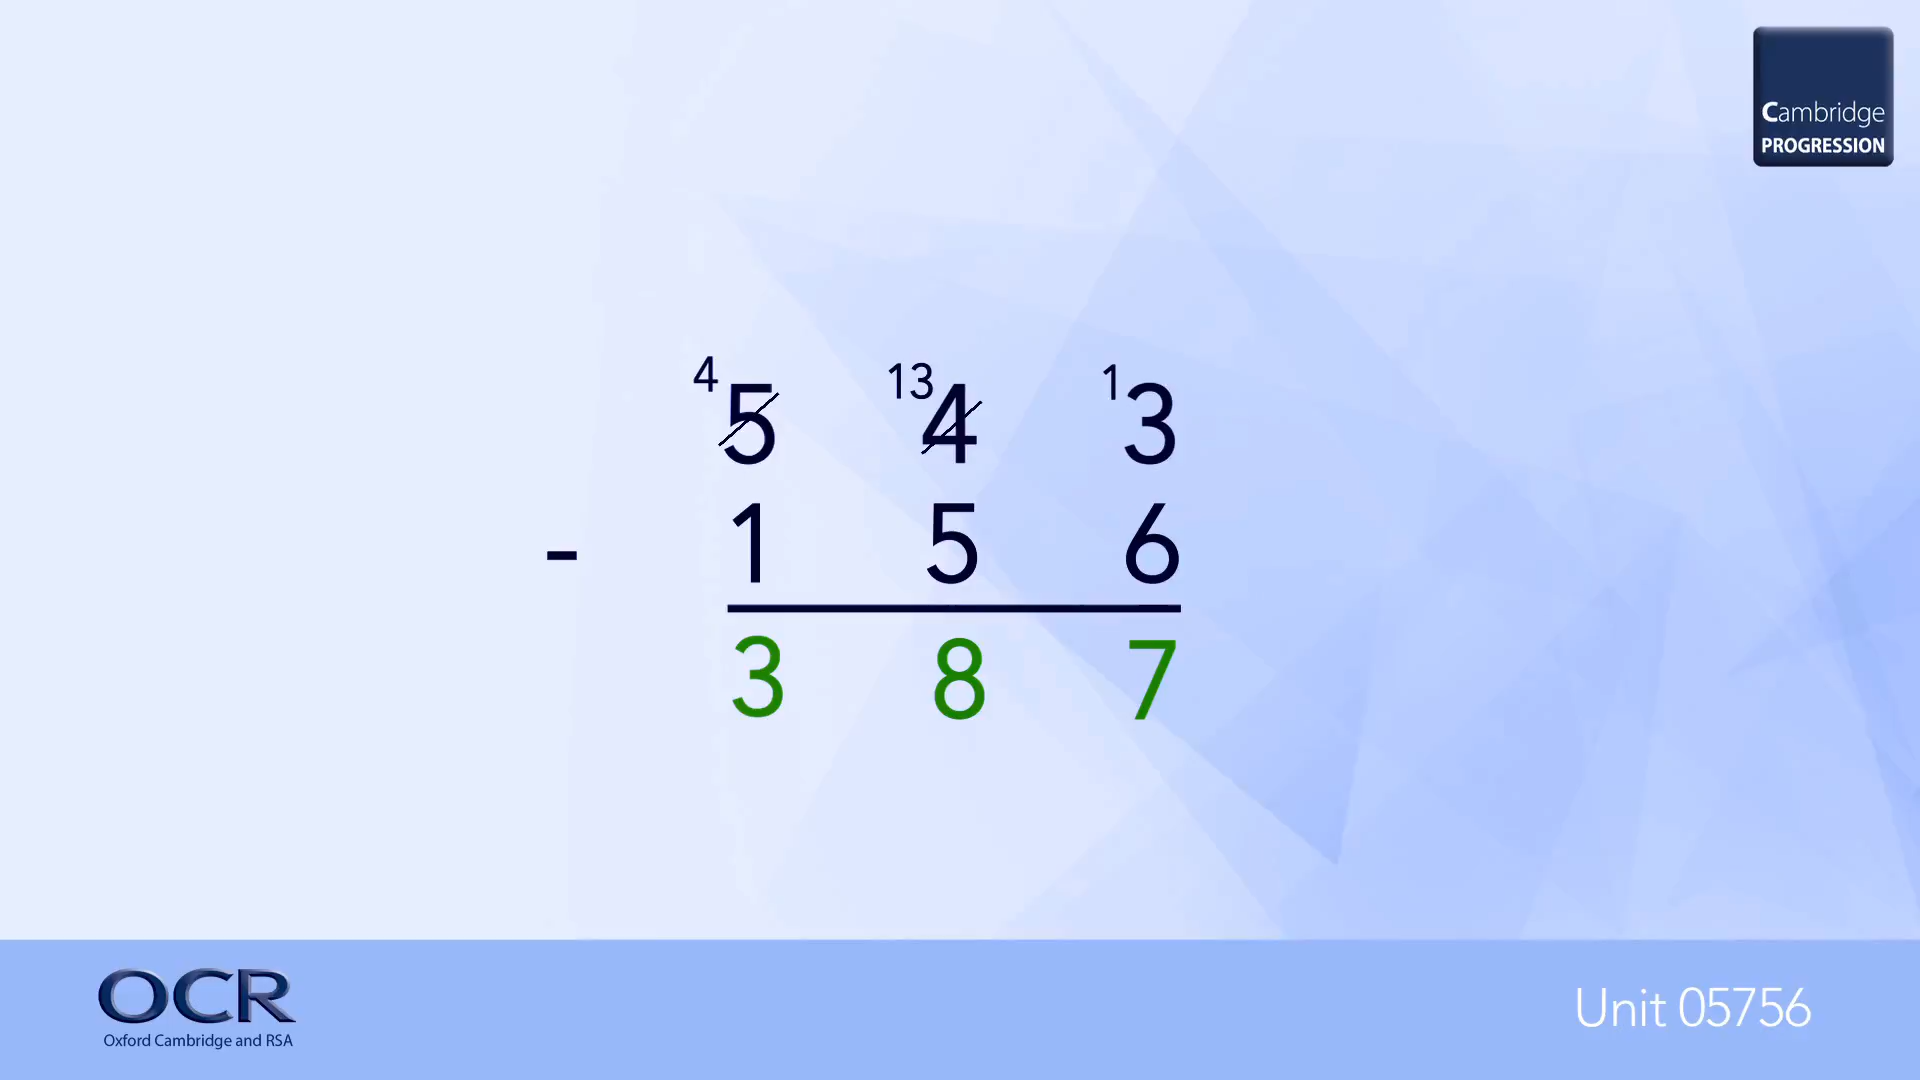 Cambridge
PROGRESSION
4 13 1
5 4 3
- 1 5 6
3 8 7
OCR
Oxford Cambridge and RSA
Unit 05756